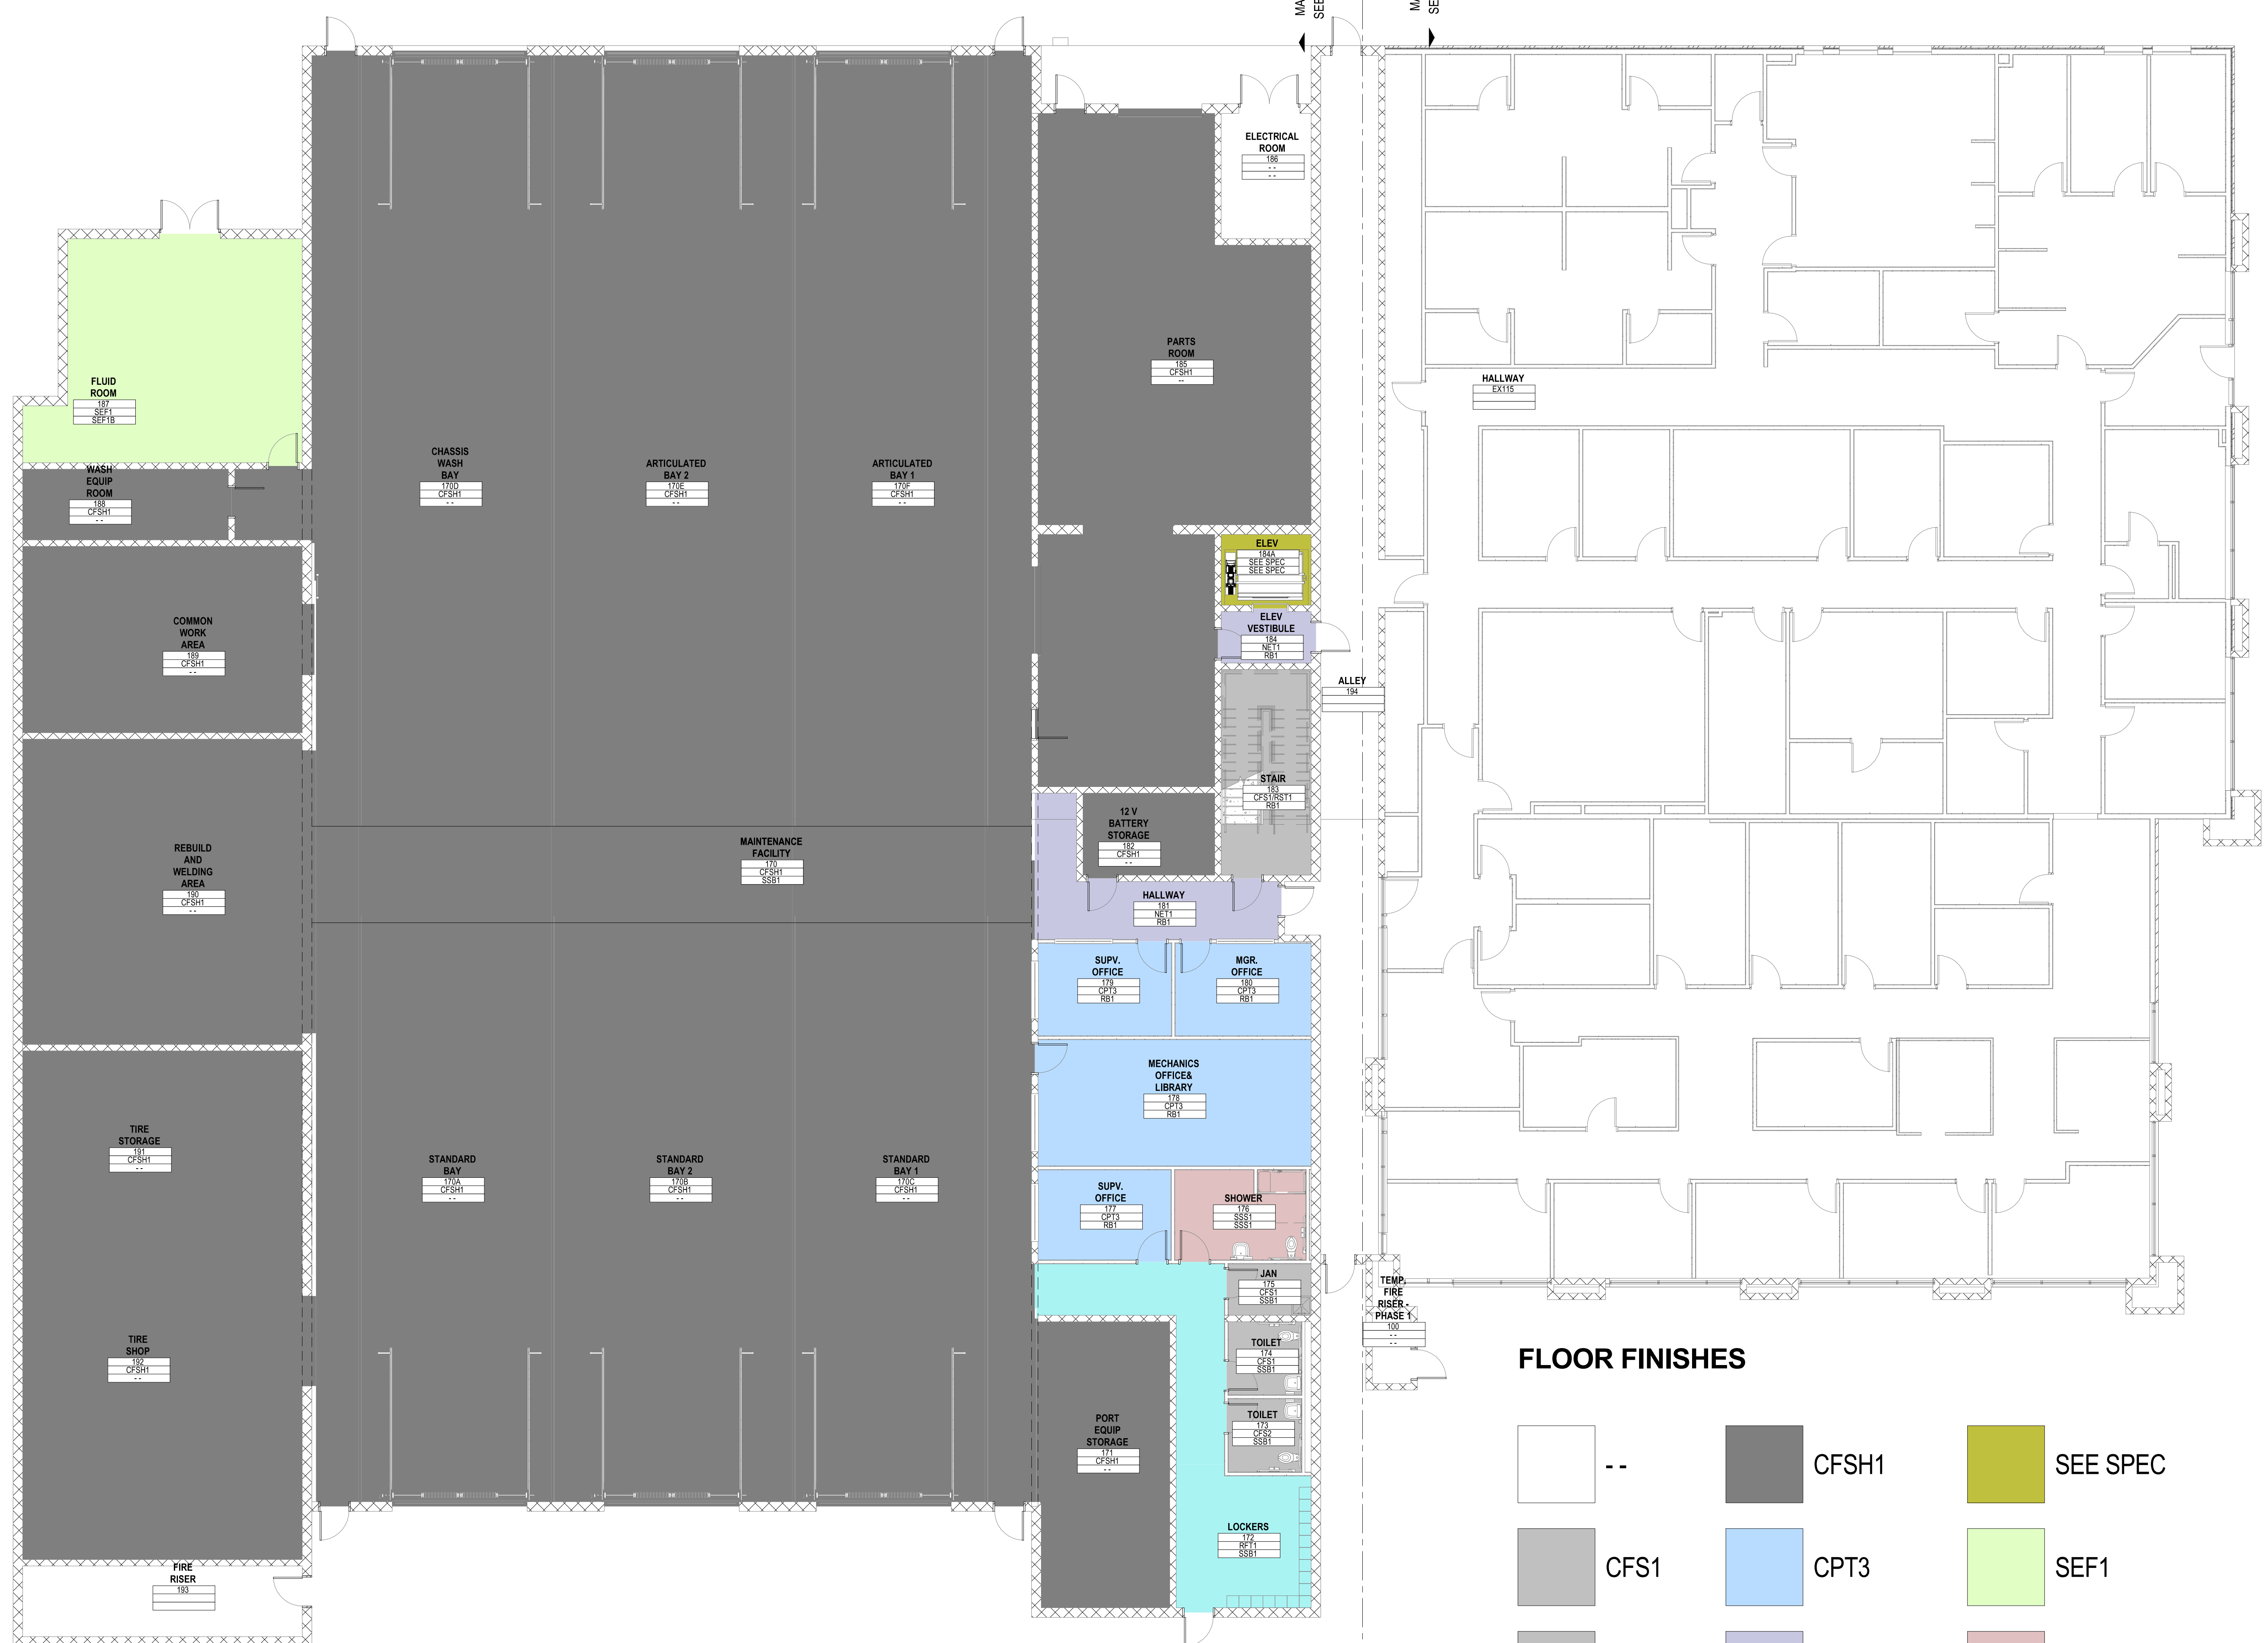 MA
SEE
MA
SE
ELECTRICAL
ROOM
186
- -
- -
PARTS
ROOM
185
CFSH1
--
HALLWAY
EX115
FLUID
ROOM
187
SEF1
SEF1B
WASH
EQUIP
ROOM
188
CFSH1
- -
CHASSIS
WASH
BAY
170D
CFSH1
- -
ARTICULATED
BAY 2
170E
CFSH1
- -
ARTICULATED
BAY 1
170F
CFSH1
- -
ELEV
184A
SEE SPEC
SEE SPEC
ELEV
VESTIBULE
184
NET1
RB1
COMMON
WORK
AREA
189
CFSH1
- -
ALLEY
194
STAIR
183
CFS1/RST1
RB1
12 V
BATTERY
STORAGE
182
CFSH1
- -
REBUILD
AND
WELDING
AREA
190
CFSH1
- -
MAINTENANCE
FACILITY
170
CFSH1
SSB1
HALLWAY
181
NET1
RB1
SUPV.
OFFICE
179
CPT3
RB1
MGR.
OFFICE
180
CPT3
RB1
MECHANICS
OFFICE&
LIBRARY
178
CPT3
RB1
TIRE
STORAGE
191
CFSH1
- -
STANDARD
BAY
170A
CFSH1
- -
STANDARD
BAY 2
170B
CFSH1
- -
STANDARD
BAY 1
170C
CFSH1
- -
SUPV.
OFFICE
177
CPT3
RB1
SHOWER
176
SSS1
SSS1
JAN
175
CFS1
SSB1
TEMP.
FIRE
RISER -
PHASE 1
100
- -
- -
TIRE
SHOP
192
CFSH1
- -
TOILET
174
CFS1
SSB1
TOILET
173
CFS2
SSB1
PORT
EQUIP
STORAGE
171
CFSH1
- -
LOCKERS
172
RFT1
SSB1
FIRE
RISER
193
FLOOR FINISHES
- -
CFSH1
SEE SPEC
CFS1
CPT3
SEF1